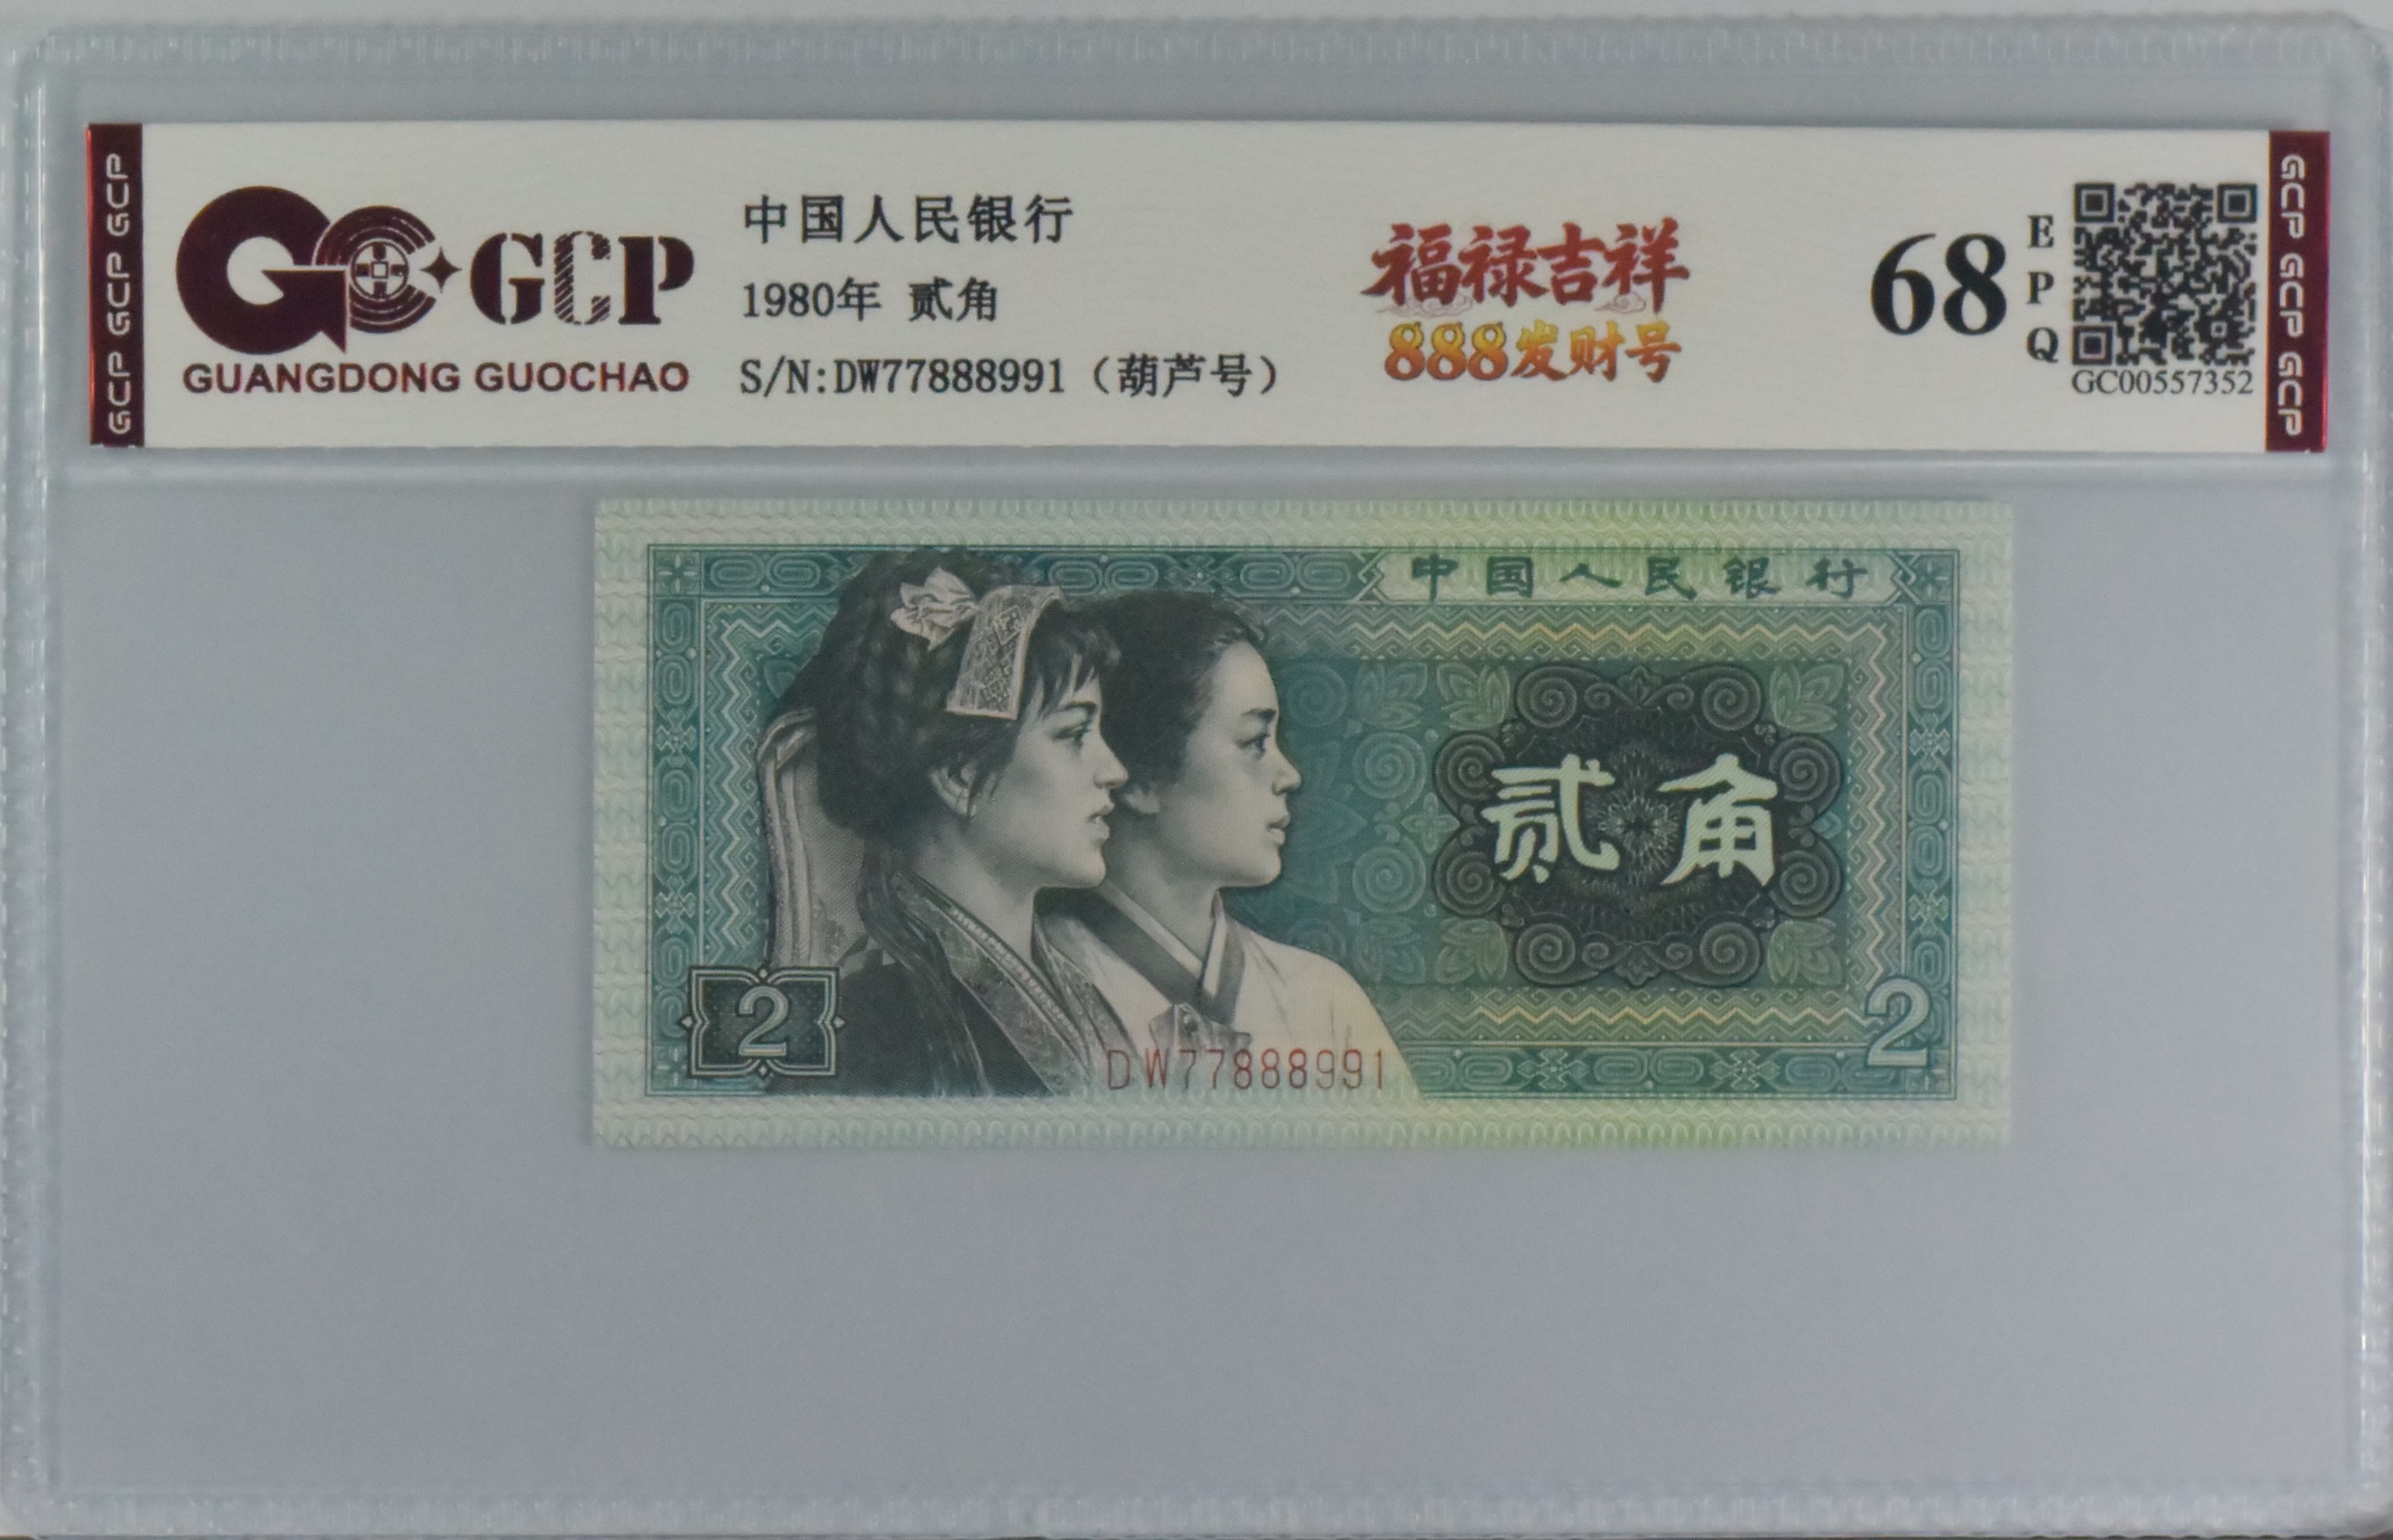 GCP GCP GCP
GCP
GUANGDONG GUOCHAO
中国人民银行
1980年 贰角
S/N:DW77888991（葫芦号）
福禄吉祥
888发财号
68
EPQ
GC00557352
GCP GCP GCP
中国人民银行
贰角
2
2
DW77888991